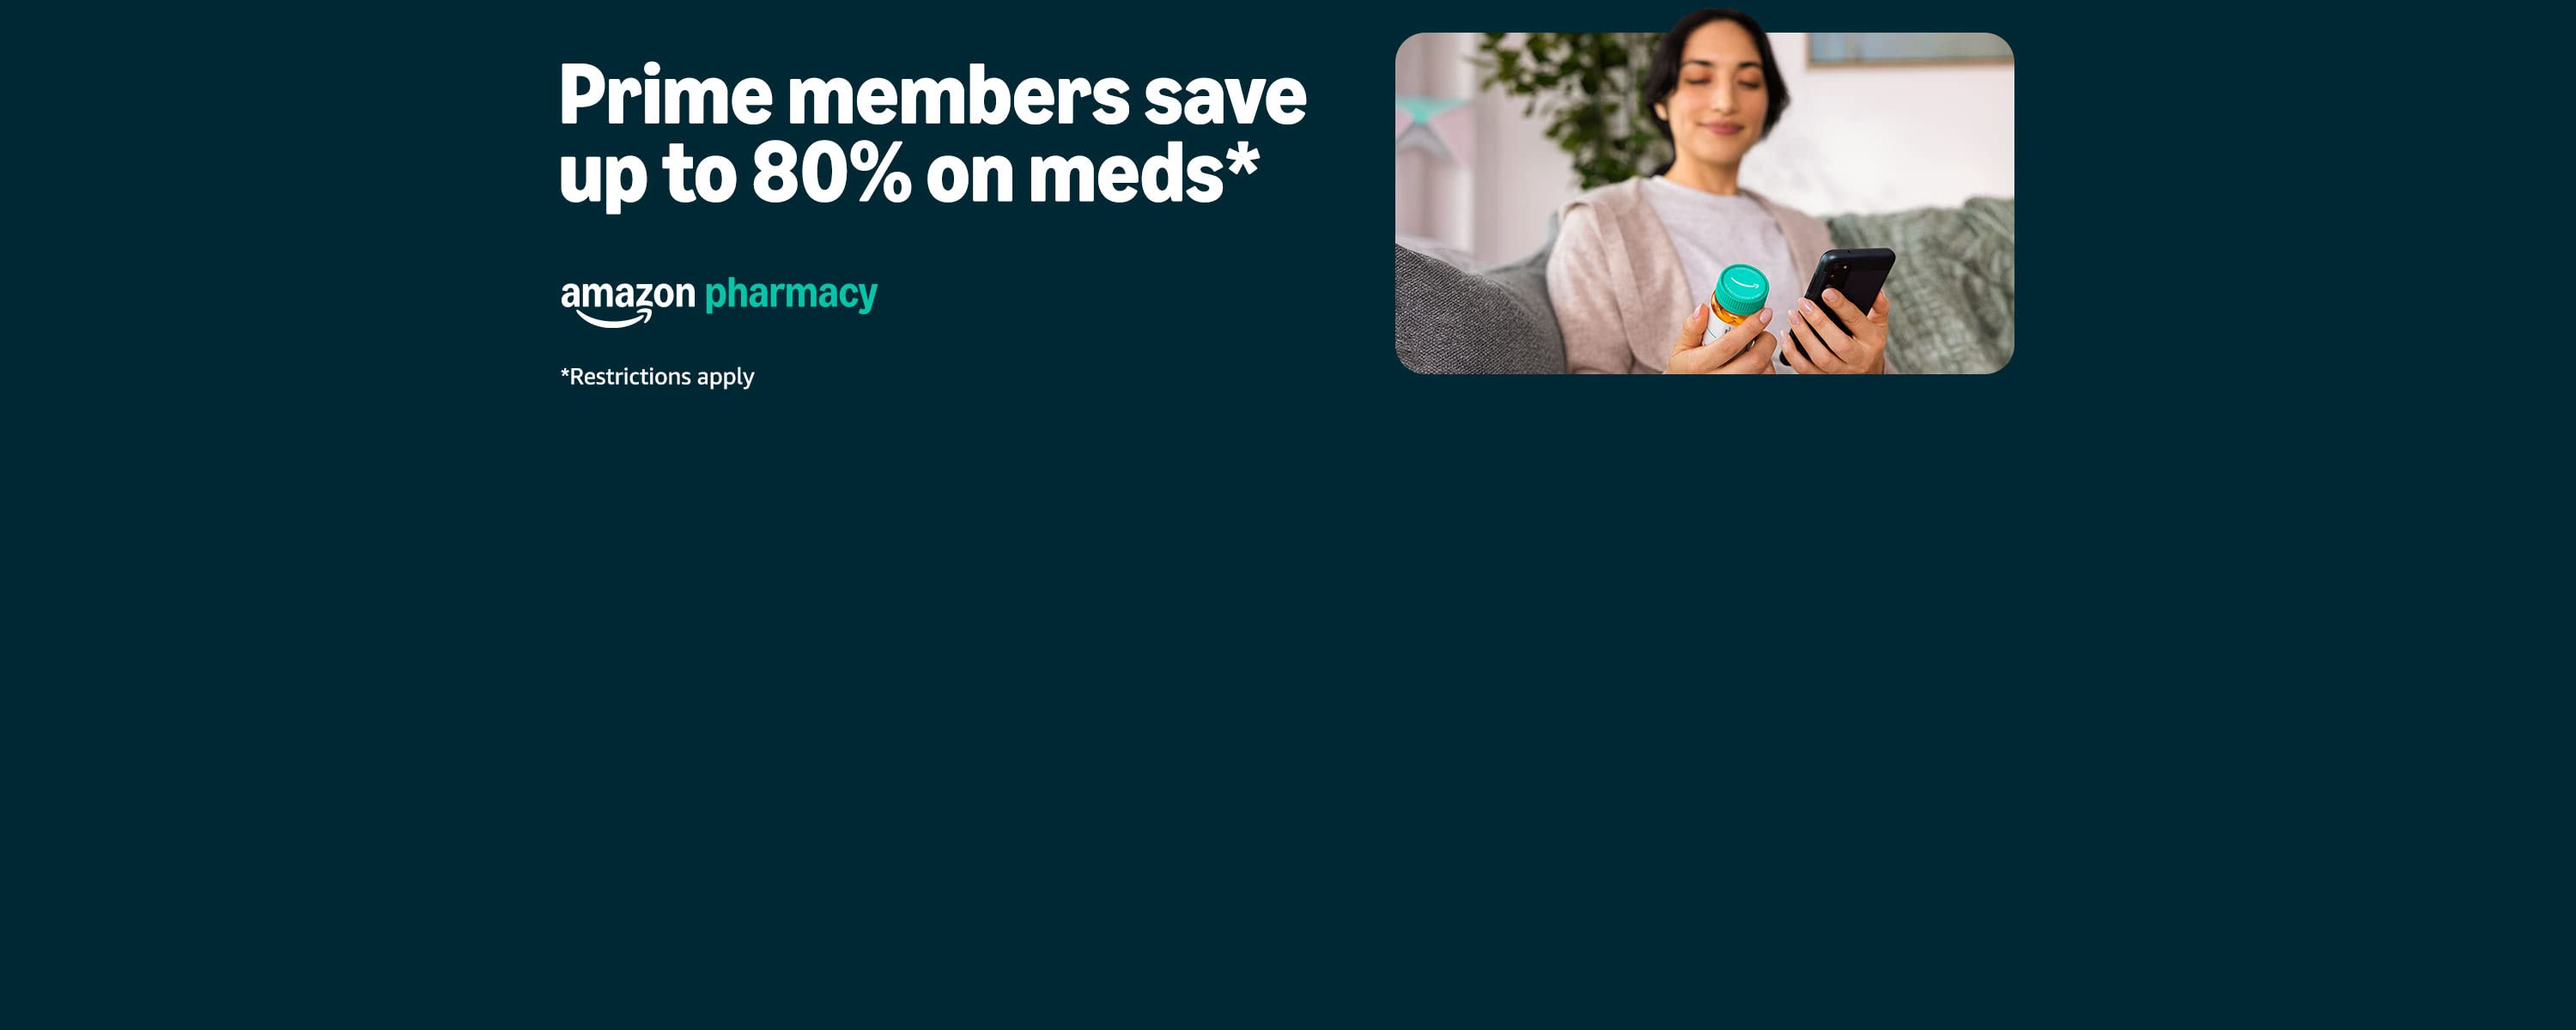 Prime members save
up to 80% on meds*
amazon pharmacy
*Restrictions apply